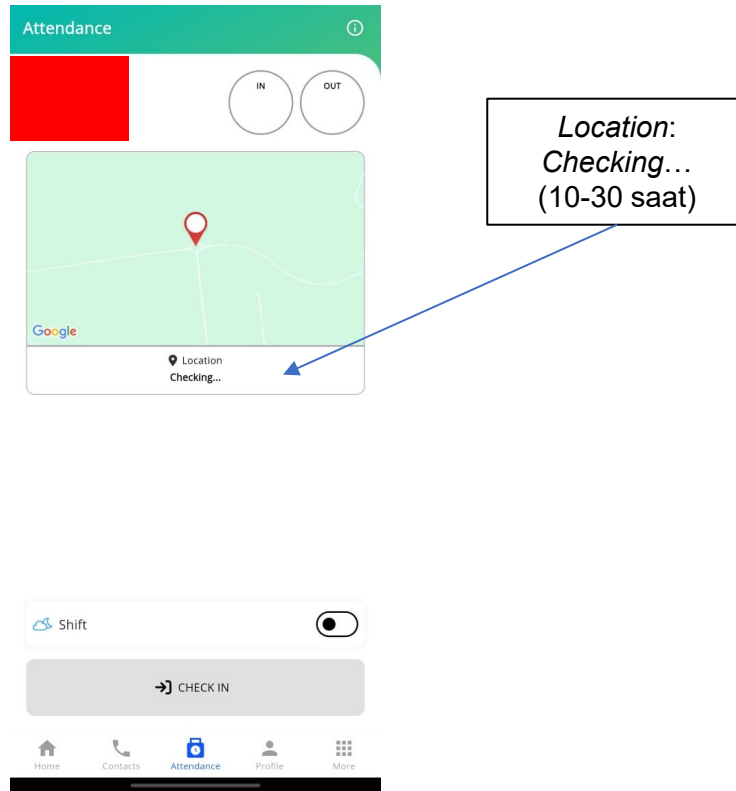 Attendance
IN
OUT
Location:
Checking…
(10-30 saat)
Google
Location
Checking...
Shift
CHECK IN
Home
Contacts
Attendance
Profile
More